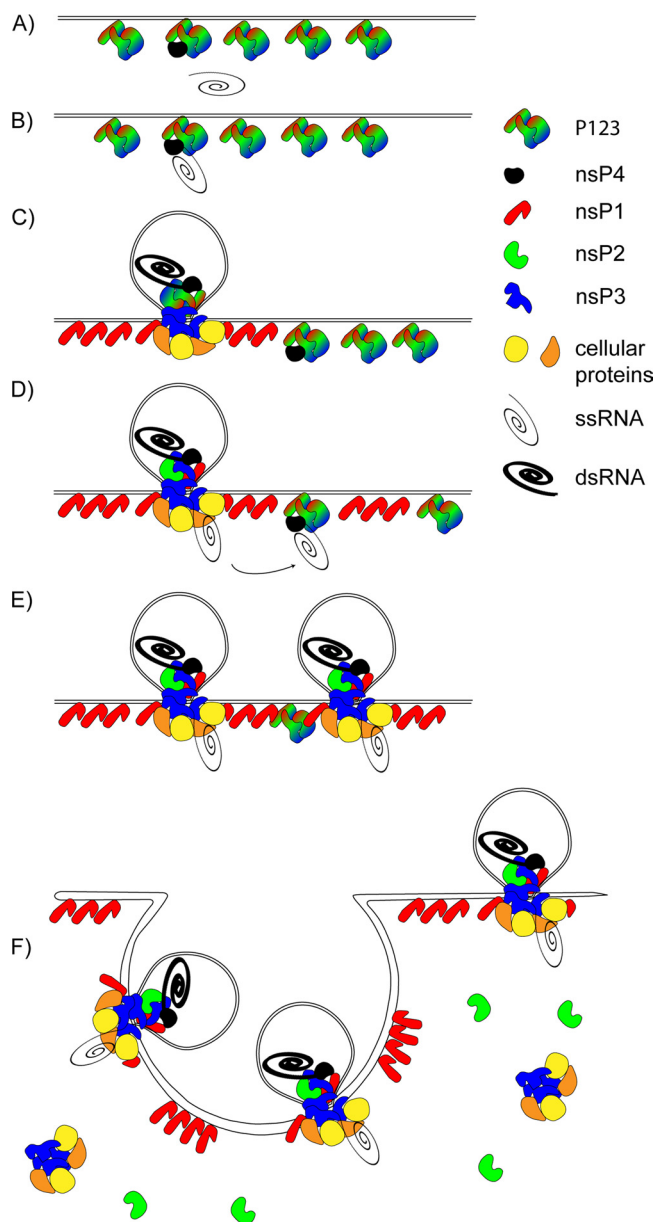 A)
B)
P123
nsP4
C)
nsP1
nsP2
nsP3
cellular
proteins
D)
ssRNA
dsRNA
E)
F)